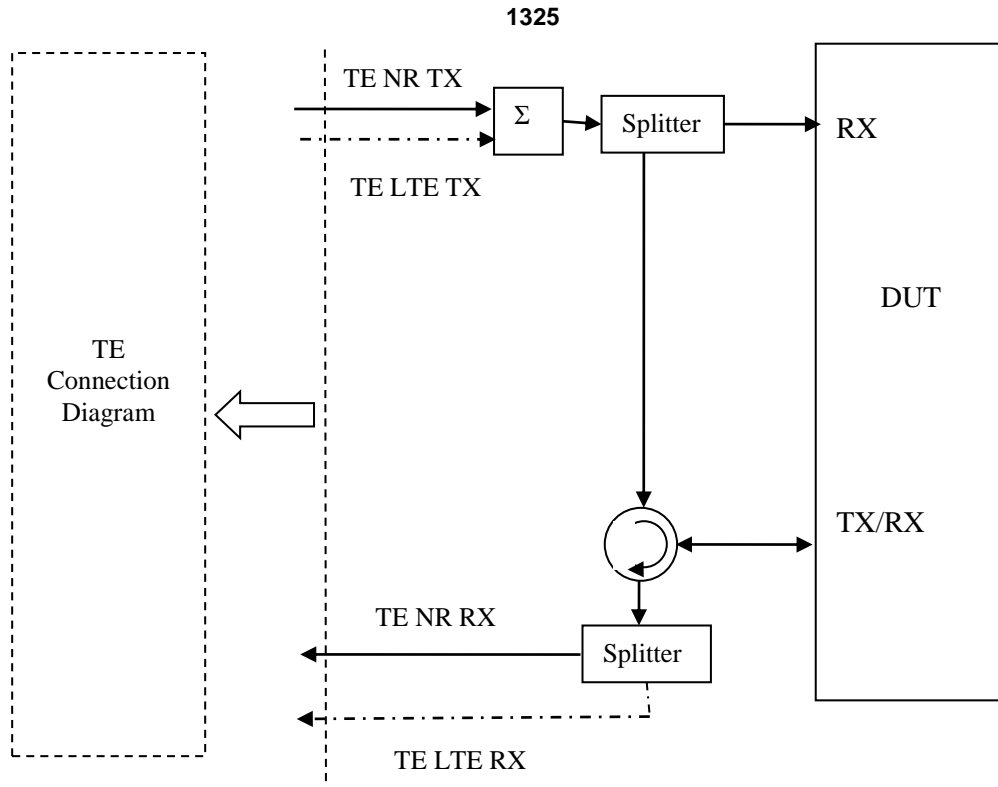 1325
TE NR TX
Σ
Splitter
RX
TE LTE TX
DUT
TE
Connection
Diagram
TX/RX
TE NR RX
Splitter
TE LTE RX